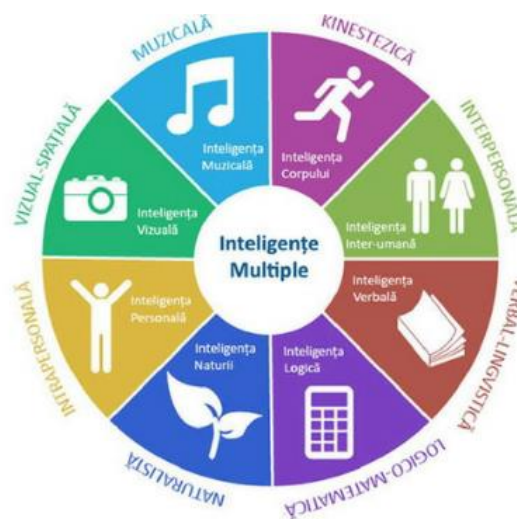 MUZICALĂ
KINESTEZICĂ
INTERPERSONALĂ
VERBAL-LINGVISTICĂ
LOGICO-MATEMATICĂ
NATURALISTĂ
INTRAPERSONALĂ
VIZUAL-SPAȚIALĂ
Inteligența
Muzicală
Inteligența
Corpului
Inteligența
Inter-umană
Inteligența
Verbală
Inteligența
Logică
Inteligența
Naturii
Inteligența
Personală
Inteligența
Vizuală
Inteligențe
Multiple